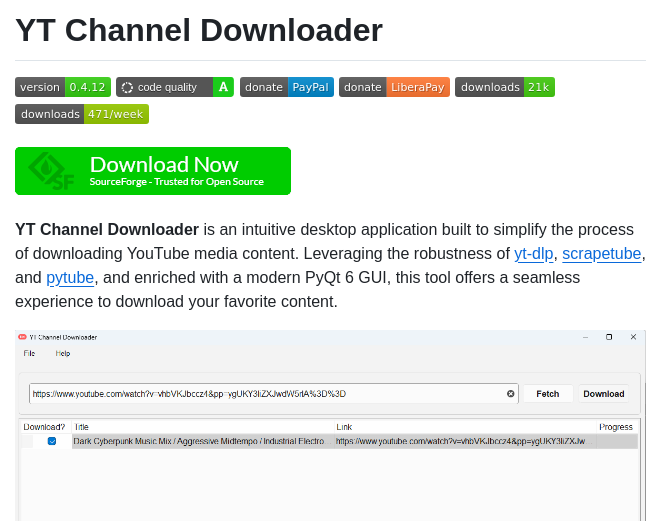 YT Channel Downloader
version 0.4.12 code quality A donate PayPal donate LiberaPay downloads 21k
downloads 471/week
SF Download Now
SourceForge - Trusted for Open Source
YT Channel Downloader is an intuitive desktop application built to simplify the process
of downloading YouTube media content. Leveraging the robustness of yt-dlp, scrapetube,
and pytube, and enriched with a modern PyQt 6 GUI, this tool offers a seamless
experience to download your favorite content.
YT Channel Downloader
File Help
https://www.youtube.com/watch?v=vhbVKJbccz4&pp=ygUKY3liZXJwdW5rIA%3D%3D Fetch Download
Download? Title Link Progress
Dark Cyberpunk Music Mix / Aggressive Midtempo / Industrial Electro... https://www.youtube.com/watch?v=vhbVKJbccz4&pp=ygUKY3liZXJw...